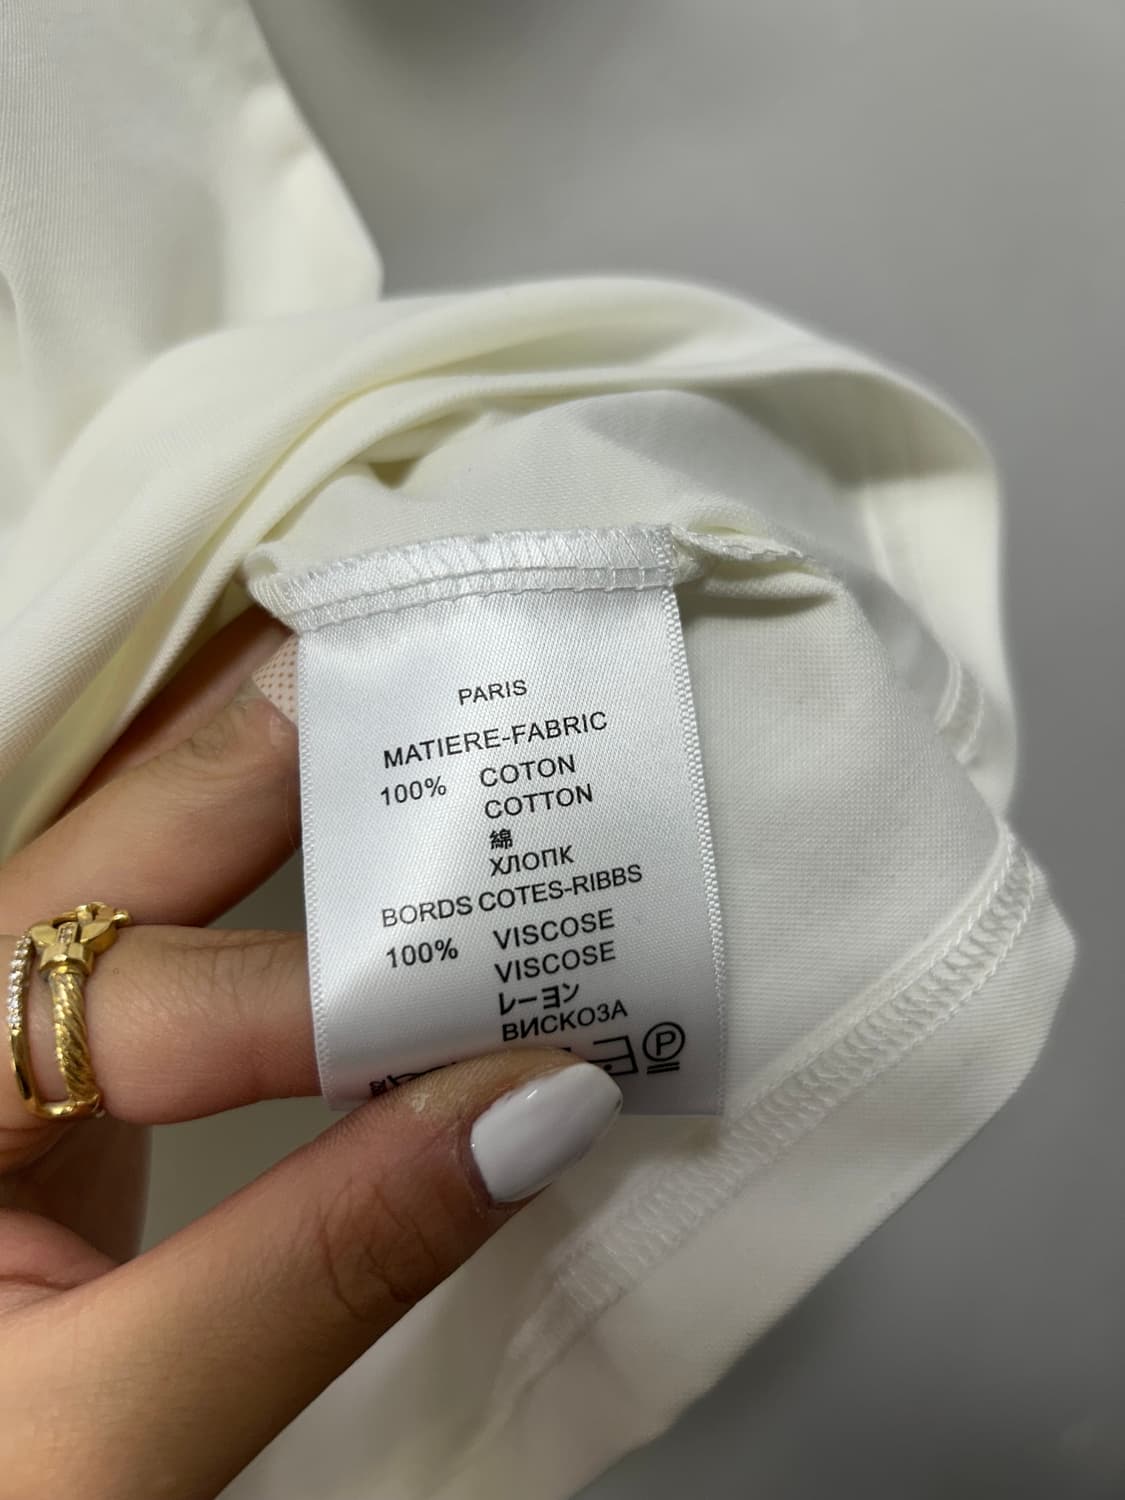 PARIS
MATIERE-FABRIC
100% COTON
COTTON
綿
ХЛОПК
BORDS COTES-RIBBS
100% VISCOSE
VISCOSE
レーヨン
ВИСКОЗА
P